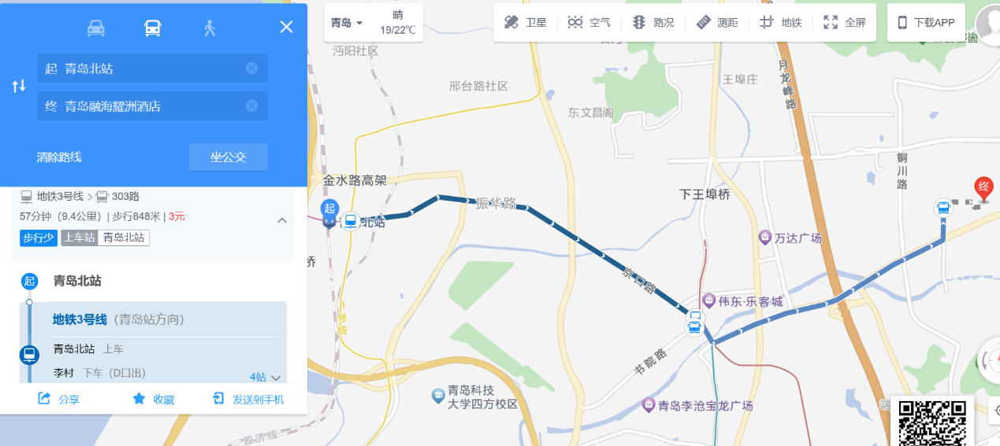 起 青岛北站
终 青岛融海耀洲酒店
清除路线
坐公交
地铁3号线 > 303路
57分钟（9.4公里）| 步行848米 | 3元
步行少 上车站 青岛北站
起 青岛北站
地铁3号线（青岛站方向）
青岛北站 上车
李村 下车（D口出）
4站
分享
收藏
发送到手机
青岛
晴
19/22℃
卫星
空气
路况
测距
地铁
全屏
下载APP
沔阳社区
邢台路社区
东文昌阁
王埠庄
月龙峰路
铜川路
金水路高架
起
北站
振华路
下王埠桥
终
万达广场
桥
京口路
伟东·乐客城
1号线
书院路
青岛科技
大学四方校区
青岛李沧宝龙广场
胶济线